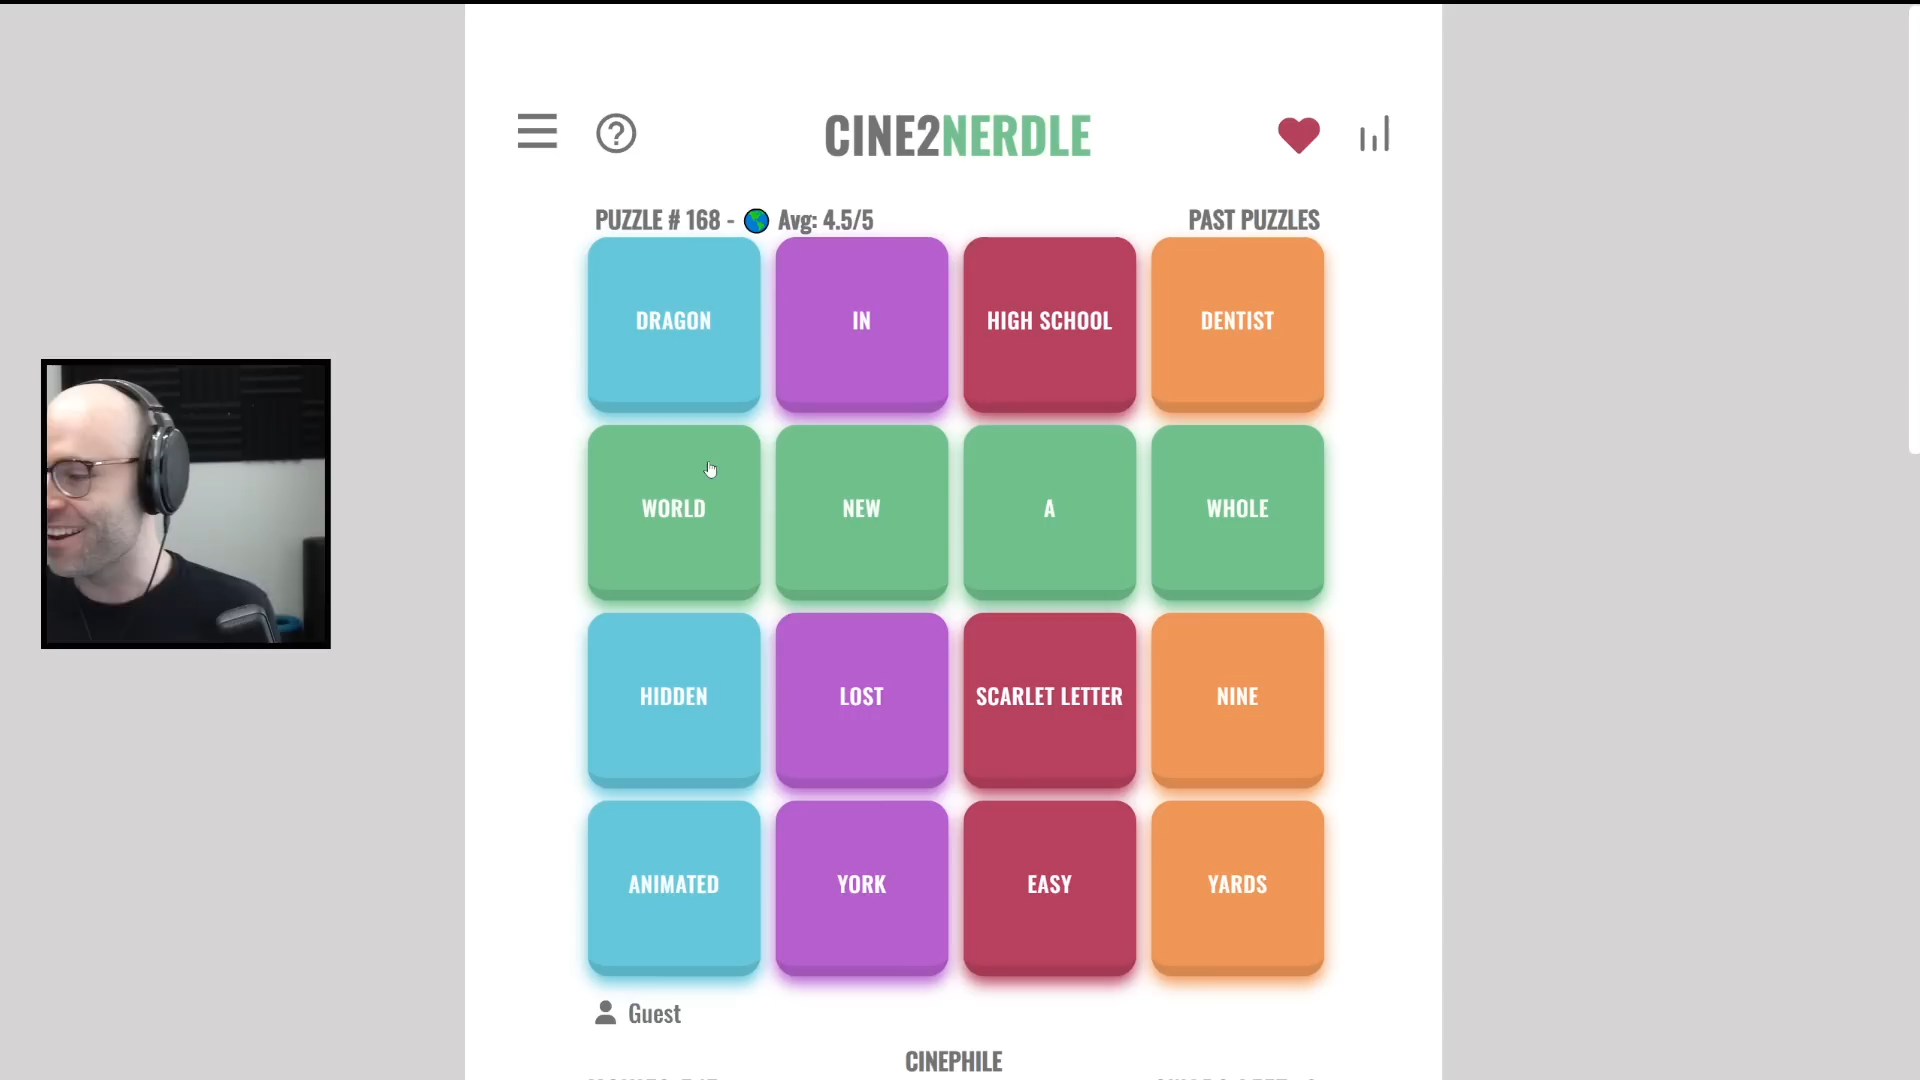 CINE2NERDLE
PUZZLE # 168 - Avg: 4.5/5
PAST PUZZLES
DRAGON
IN
HIGH SCHOOL
DENTIST
WORLD
NEW
A
WHOLE
HIDDEN
LOST
SCARLET LETTER
NINE
ANIMATED
YORK
EASY
YARDS
Guest
CINEPHILE